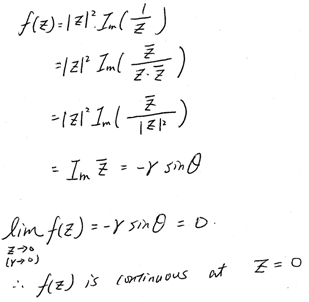 f(z)=|z|²·Im(1/z)
=|z|² Im(z̄/(z·z̄))
=|z|² Im(z̄/|z|²)
= Im z̄ = -r sinθ
lim f(z)=-r sinθ = 0.
z→0
(r→0)
∴ f(z) is continuous at z=0